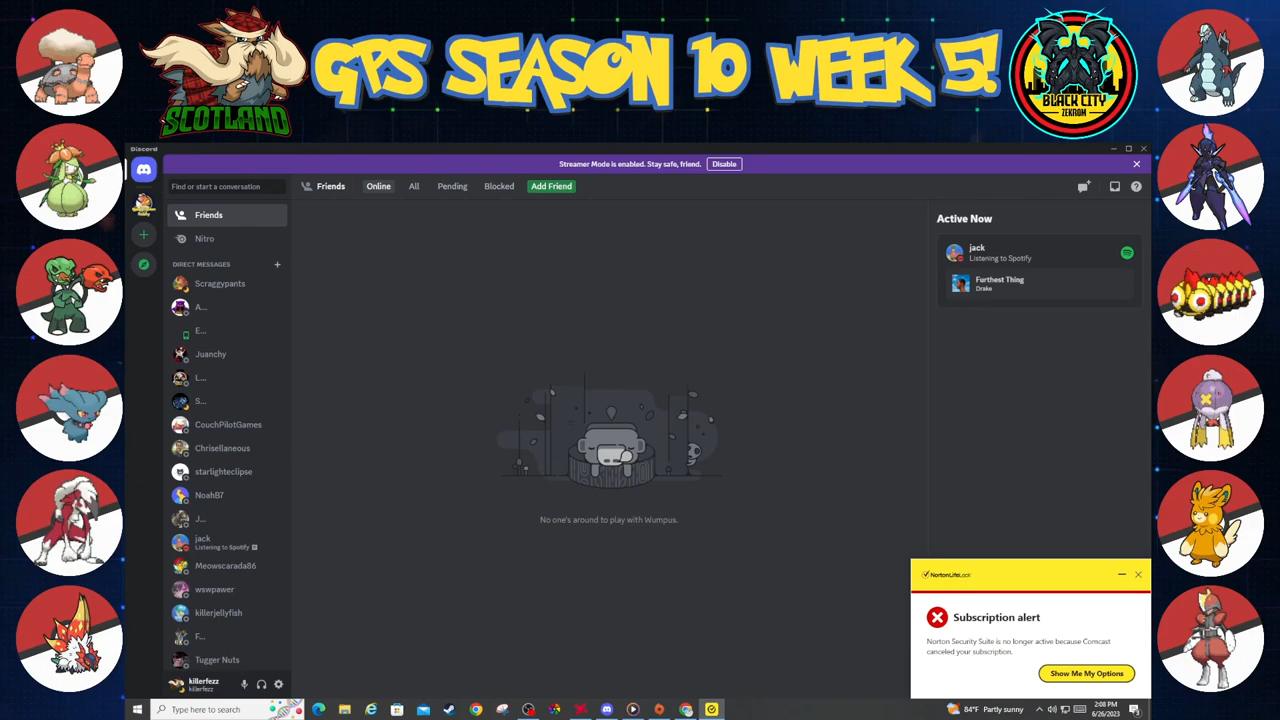 GPS SEASON 10 WEEK 5!
SCOTLAND
BLACK CITY
ZEKROM
Discord
Streamer Mode is enabled. Stay safe, friend.
Disable
Find or start a conversation
Friends
Online
All
Pending
Blocked
Add Friend
Friends
Nitro
DIRECT MESSAGES
Scraggypants
A...
E...
Juanchy
L...
S...
CouchPilotGames
Chrisellaneous
starlighteclipse
NoahB7
J...
jack
Listening to Spotify
Meowscarada86
wswpawer
killerjellyfish
F...
Tugger Nuts
killerfezz
killerfezz
No one's around to play with Wumpus.
Active Now
jack
Listening to Spotify
Furthest Thing
Drake
NortonLifeLock
Subscription alert
Norton Security Suite is no longer active because Comcast
canceled your subscription.
Show Me My Options
Type here to search
84°F Partly sunny
2:08 PM
6/26/2023